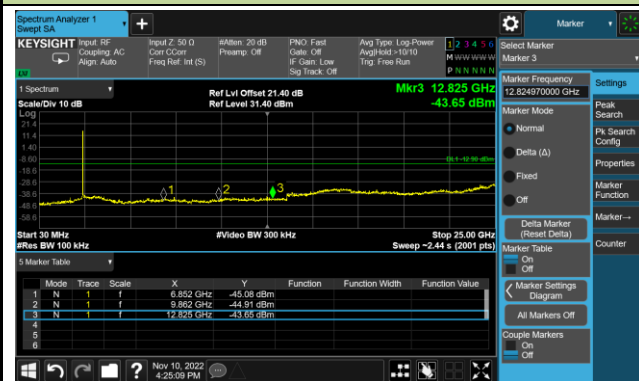 Spectrum Analyzer 1
Swept SA
Marker
KEYSIGHT
Input: RF
Coupling: AC
Align: Auto
Input Z: 50 Ω
Corr CCorr
Freq Ref: Int (S)
#Atten: 20 dB
Preamp: Off
PNO: Fast
Gate: Off
IF Gain: Low
Sig Track: Off
Avg Type: Log-Power
Avg|Hold:>10/10
Trig: Free Run
1 2 3 4 5 6
M W W W W W
P N N N N N
LVI
1 Spectrum
Scale/Div 10 dB
Log
Ref Lvl Offset 21.40 dB
Ref Level 31.40 dBm
Mkr3 12.825 GHz
-43.65 dBm
21.4
11.4
1.40
-8.60
-18.6
-28.6
-38.6
-48.6
-58.6
DL1 -12.90 dBm
1
2
3
Start 30 MHz
#Res BW 100 kHz
#Video BW 300 kHz
Stop 25.00 GHz
Sweep ~2.44 s (2001 pts)
5 Marker Table
Mode Trace Scale X Y Function Function Width Function Value
1 N 1 f 6.852 GHz -45.08 dBm
2 N 1 f 9.862 GHz -44.91 dBm
3 N 1 f 12.825 GHz -43.65 dBm
4
5
6
Nov 10, 2022
4:25:09 PM
Select Marker
Marker 3
Marker Frequency
12.824970000 GHz
Marker Mode
Normal
Delta (Δ)
Fixed
Off
Delta Marker
(Reset Delta)
Marker Table
On
Off
Marker Settings
Diagram
All Markers Off
Couple Markers
On
Off
Settings
Peak
Search
Pk Search
Config
Properties
Marker
Function
Marker→
Counter